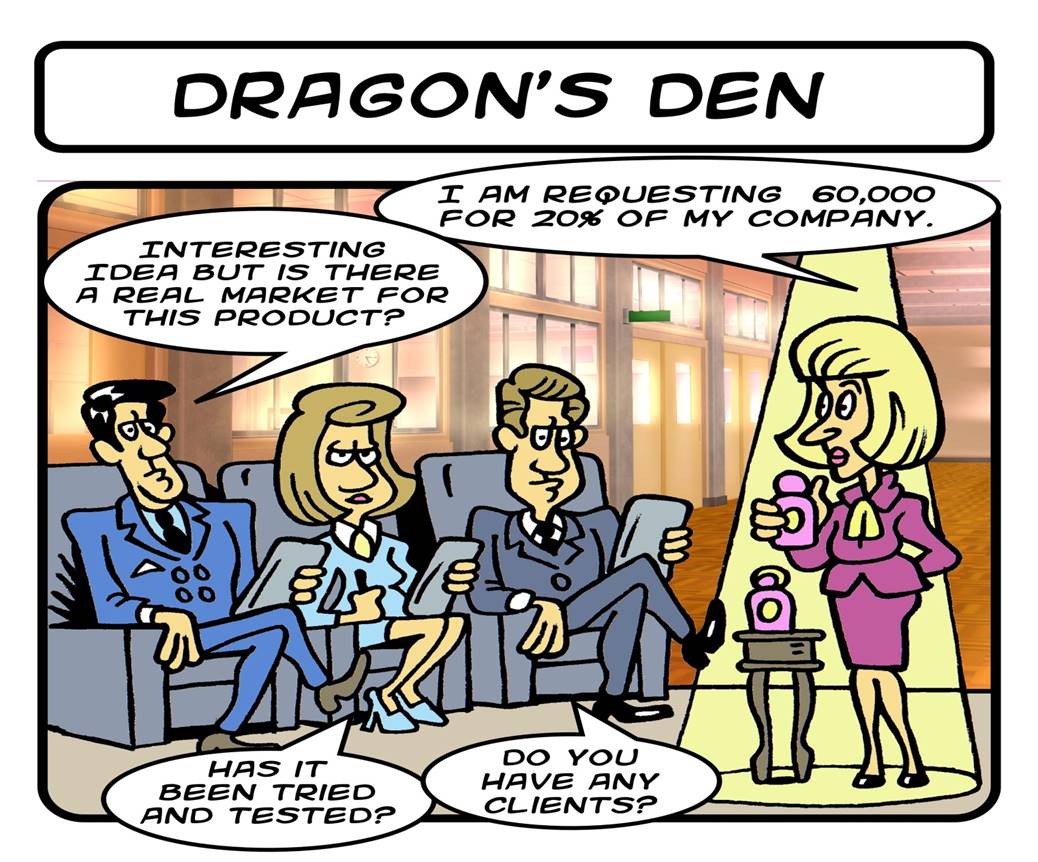 DRAGON'S DEN
I AM REQUESTING 60,000
FOR 20% OF MY COMPANY.
INTERESTING
IDEA BUT IS THERE
A REAL MARKET FOR
THIS PRODUCT?
HAS IT
BEEN TRIED
AND TESTED?
DO YOU
HAVE ANY
CLIENTS?